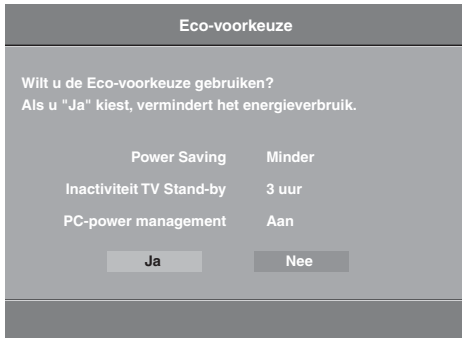 Eco-voorkeuze
Wilt u de Eco-voorkeuze gebruiken?
Als u "Ja" kiest, vermindert het energieverbruik.
Power Saving Minder
Inactiviteit TV Stand-by 3 uur
PC-power management Aan
Ja Nee